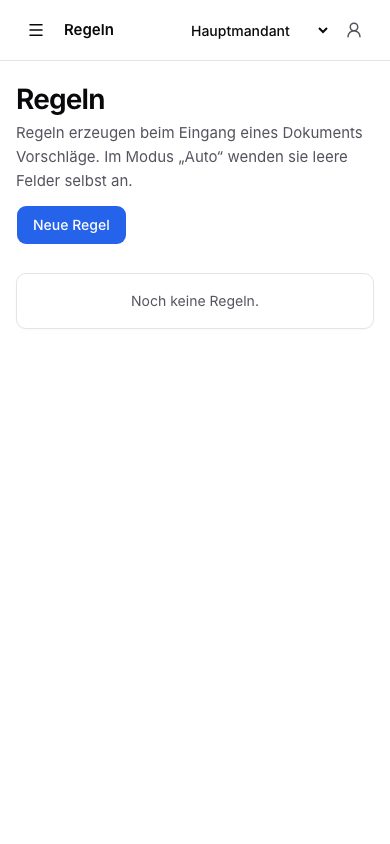 Regeln
Hauptmandant
Regeln
Regeln erzeugen beim Eingang eines Dokuments
Vorschläge. Im Modus „Auto“ wenden sie leere
Felder selbst an.
Neue Regel
Noch keine Regeln.